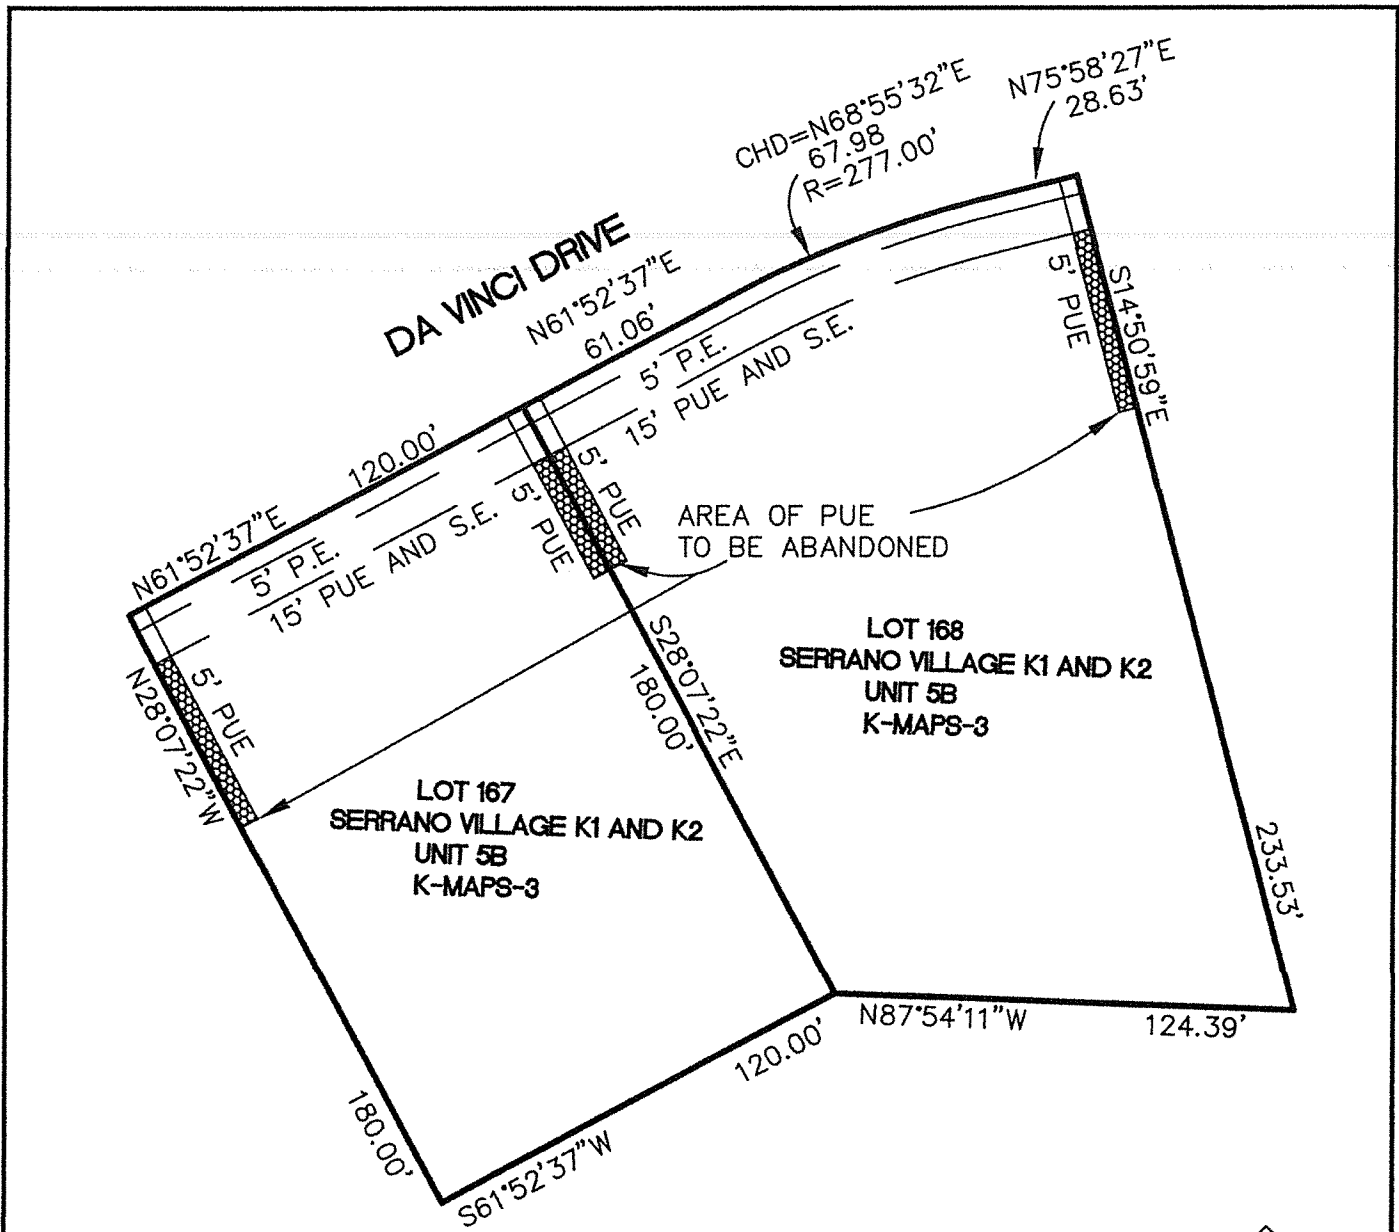 CHD=N68°55'32"E
67.98
R=277.00'
N75°58'27"E
28.63'
DA VINCI DRIVE
N61°52'37"E
61.06'
5' P.E.
15' PUE AND S.E.
5' PUE
S14°50'59"E
120.00'
N61°52'37"E
5' P.E.
15' PUE AND S.E.
5' PUE
5' PUE
AREA OF PUE
TO BE ABANDONED
5' PUE
N28°07'22"W
S28°07'22"E
180.00'
LOT 168
SERRANO VILLAGE K1 AND K2
UNIT 5B
K-MAPS-3
LOT 167
SERRANO VILLAGE K1 AND K2
UNIT 5B
K-MAPS-3
233.53'
N87°54'11"W
124.39'
120.00'
180.00'
S61°52'37"W